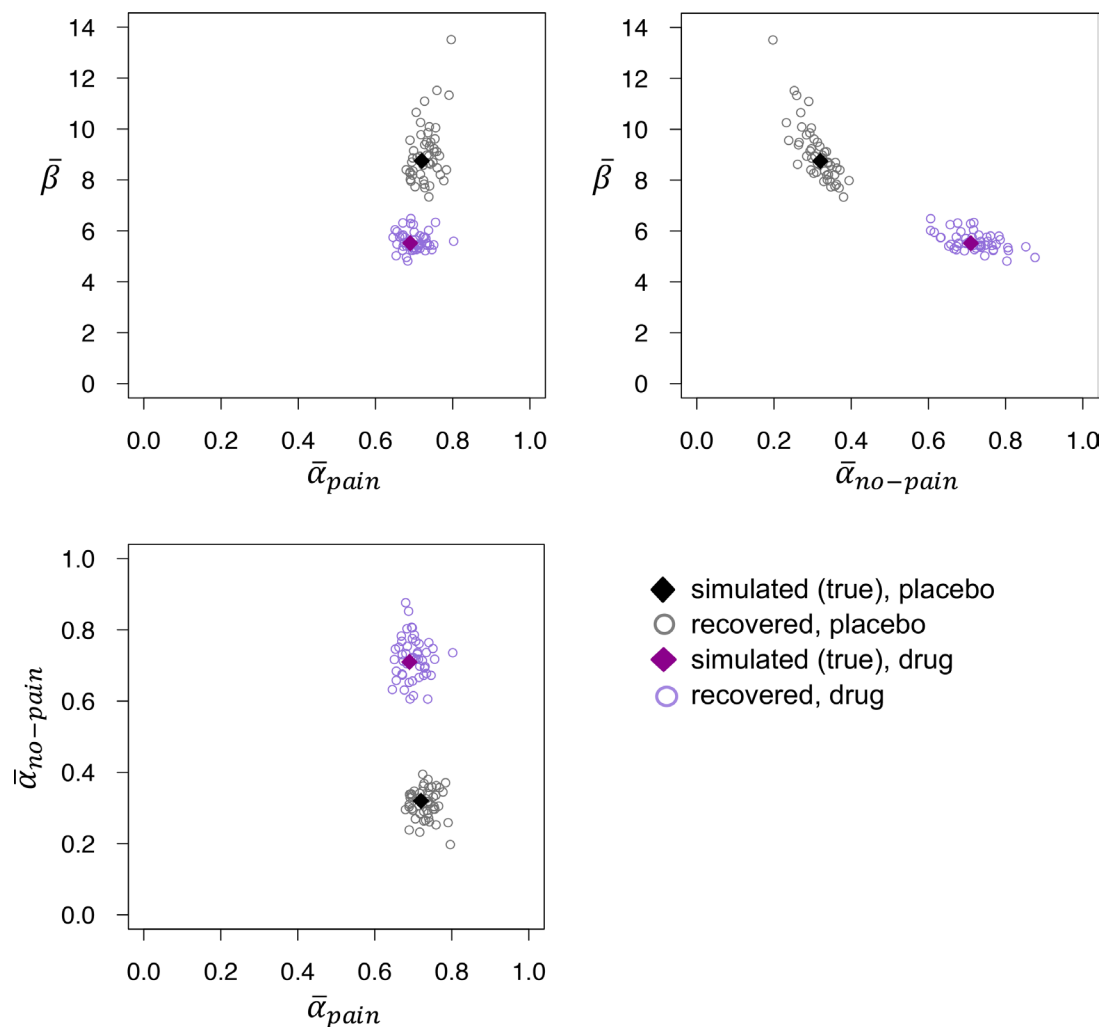 14
12
10
8
6
4
2
0
β̄
0.0 0.2 0.4 0.6 0.8 1.0
ᾱ_pain
14
12
10
8
6
4
2
0
β̄
0.0 0.2 0.4 0.6 0.8 1.0
ᾱ_no−pain
1.0
0.8
0.6
0.4
0.2
0.0
ᾱ_no−pain
0.0 0.2 0.4 0.6 0.8 1.0
ᾱ_pain
simulated (true), placebo
recovered, placebo
simulated (true), drug
recovered, drug